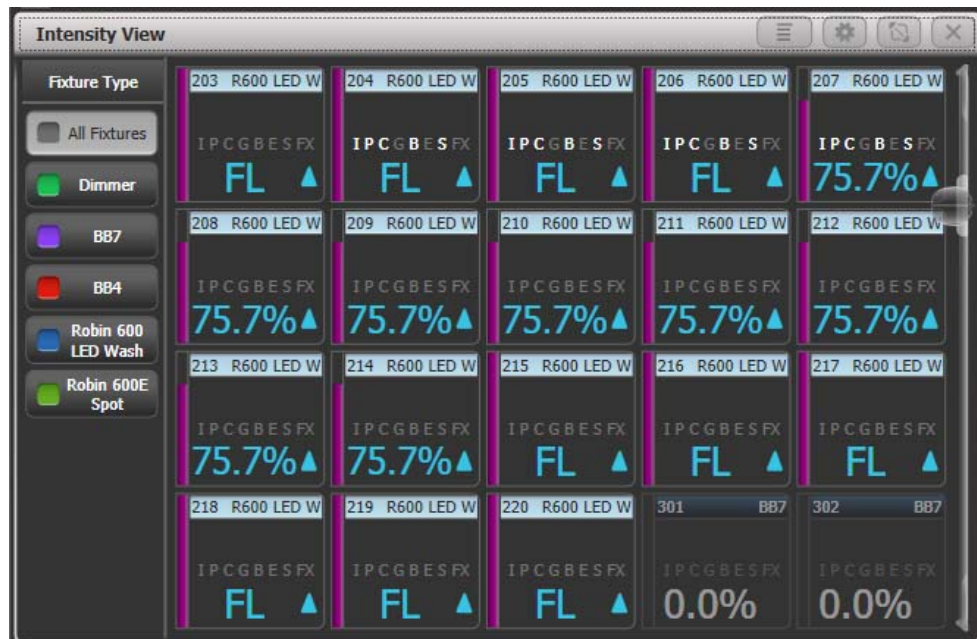 Intensity View
Fixture Type
All Fixtures
Dimmer
BB7
BB4
Robin 600
LED Wash
Robin 600E
Spot
203 R600 LED W
IPCGBESFX
FL
204 R600 LED W
IPCGBESFX
FL
205 R600 LED W
IPCGBESFX
FL
206 R600 LED W
IPCGBESFX
FL
207 R600 LED W
IPCGBESFX
75.7%
208 R600 LED W
IPCGBESFX
75.7%
209 R600 LED W
IPCGBESFX
75.7%
210 R600 LED W
IPCGBESFX
75.7%
211 R600 LED W
IPCGBESFX
75.7%
212 R600 LED W
IPCGBESFX
75.7%
213 R600 LED W
IPCGBESFX
75.7%
214 R600 LED W
IPCGBESFX
75.7%
215 R600 LED W
IPCGBESFX
FL
216 R600 LED W
IPCGBESFX
FL
217 R600 LED W
IPCGBESFX
FL
218 R600 LED W
IPCGBESFX
FL
219 R600 LED W
IPCGBESFX
FL
220 R600 LED W
IPCGBESFX
FL
301 BB7
IPCGBESFX
0.0%
302 BB7
IPCGBESFX
0.0%